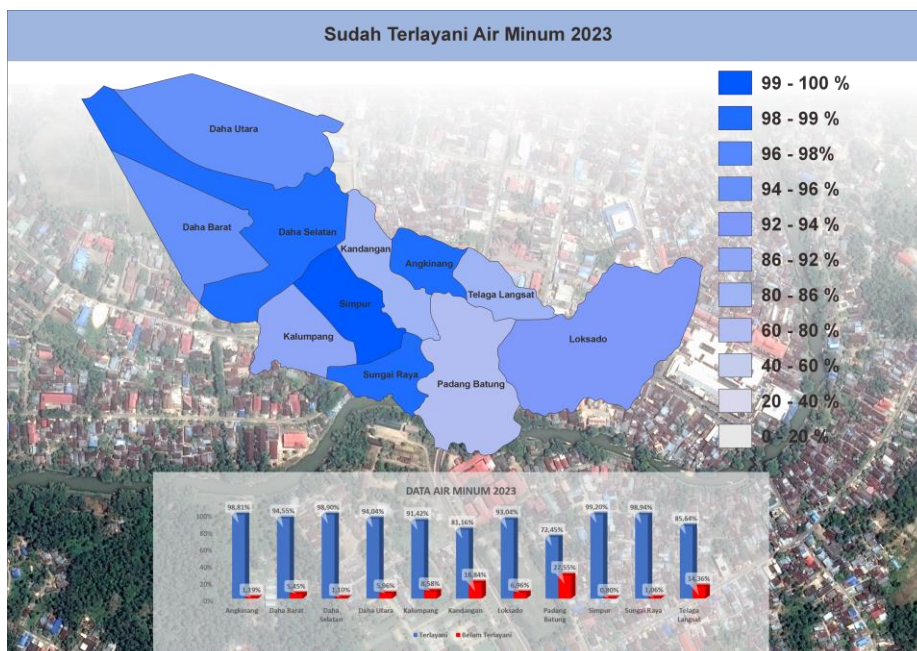 Sudah Terlayani Air Minum 2023
99 - 100 %
98 - 99 %
96 - 98%
94 - 96 %
92 - 94 %
86 - 92 %
80 - 86 %
60 - 80 %
40 - 60 %
20 - 40 %
0 - 20 %
Daha Utara
Daha Barat
Daha Selatan
Kandangan
Angkinang
Telaga Langsat
Simpur
Kalumpang
Loksado
Sungai Raya
Padang Batung
DATA AIR MINUM 2023
98,81% 94,55% 98,90% 94,04% 91,42% 81,16% 93,04% 72,45% 99,20% 98,94% 85,64%
100%
80%
60%
40%
20%
0%
1,19% 5,45% 1,10% 5,96% 8,58% 18,84% 6,96% 27,55% 0,80% 1,06% 14,36%
Angkinang Daha Barat Daha Selatan Daha Utara Kalumpang Kandangan Loksado Padang Batung Simpur Sungai Raya Telaga Langsat
Terlayani Belum Terlayani